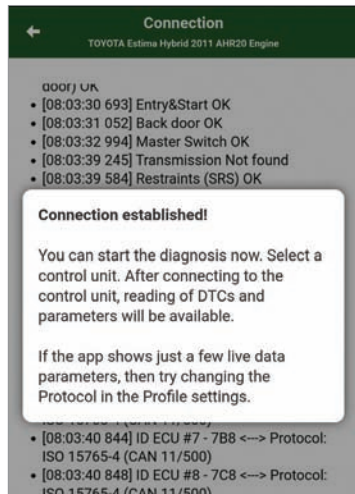 Connection
TOYOTA Estima Hybrid 2011 AHR20 Engine
door) OK
• [08:03:30 693] Entry&Start OK
• [08:03:31 052] Back door OK
• [08:03:32 994] Master Switch OK
• [08:03:39 245] Transmission Not found
• [08:03:39 584] Restraints (SRS) OK
Connection established!
You can start the diagnosis now. Select a
control unit. After connecting to the
control unit, reading of DTCs and
parameters will be available.
If the app shows just a few live data
parameters, then try changing the
Protocol in the Profile settings.
ISO 15765-4 (CAN 11/500)
• [08:03:40 844] ID ECU #7 - 7B8 <---> Protocol:
ISO 15765-4 (CAN 11/500)
• [08:03:40 848] ID ECU #8 - 7C8 <---> Protocol:
ISO 15765-4 (CAN 11/500)